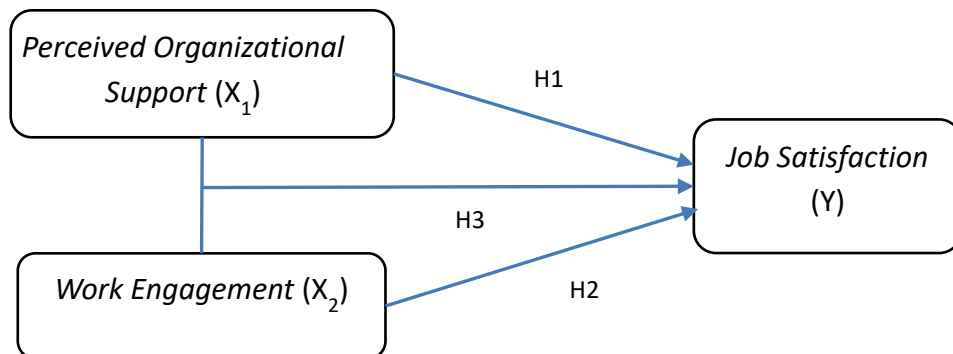 Perceived Organizational
Support (X₁)
H1
Job Satisfaction
(Y)
H3
Work Engagement (X₂)
H2